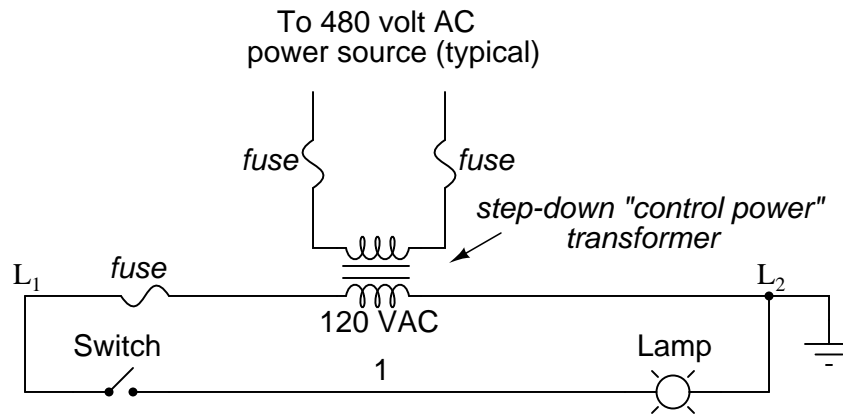 To 480 volt AC
power source (typical)
fuse
fuse
step-down "control power"
transformer
L1
fuse
L2
120 VAC
Switch
1
Lamp